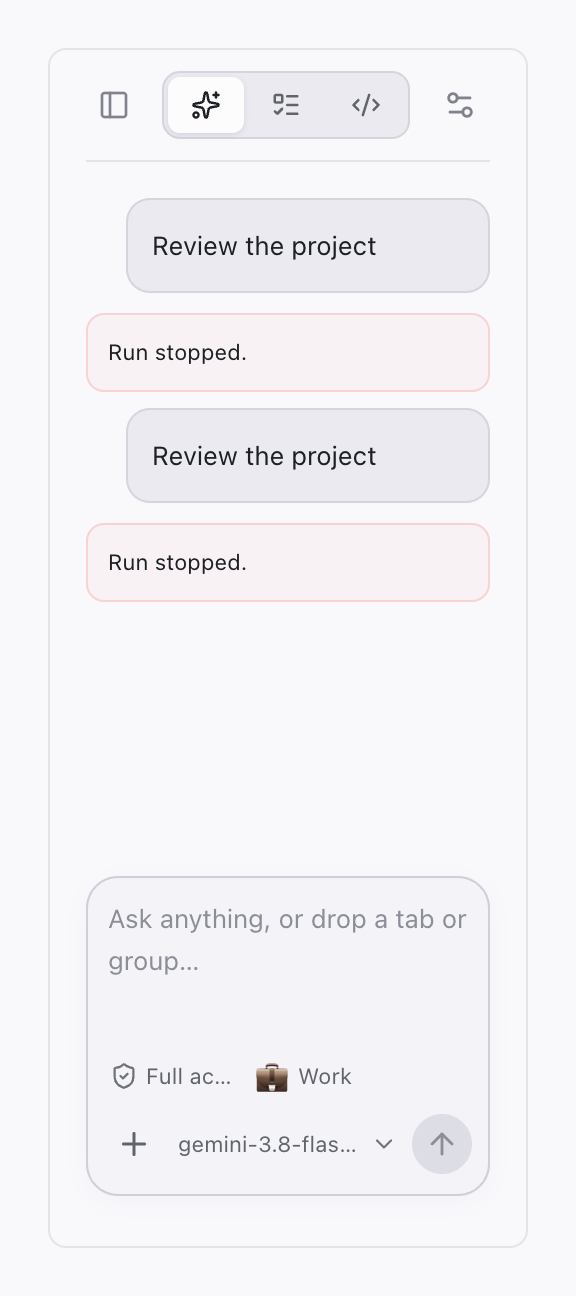 Review the project
Run stopped.
Review the project
Run stopped.
Ask anything, or drop a tab or
group...
Full ac...
Work
gemini-3.8-flas...